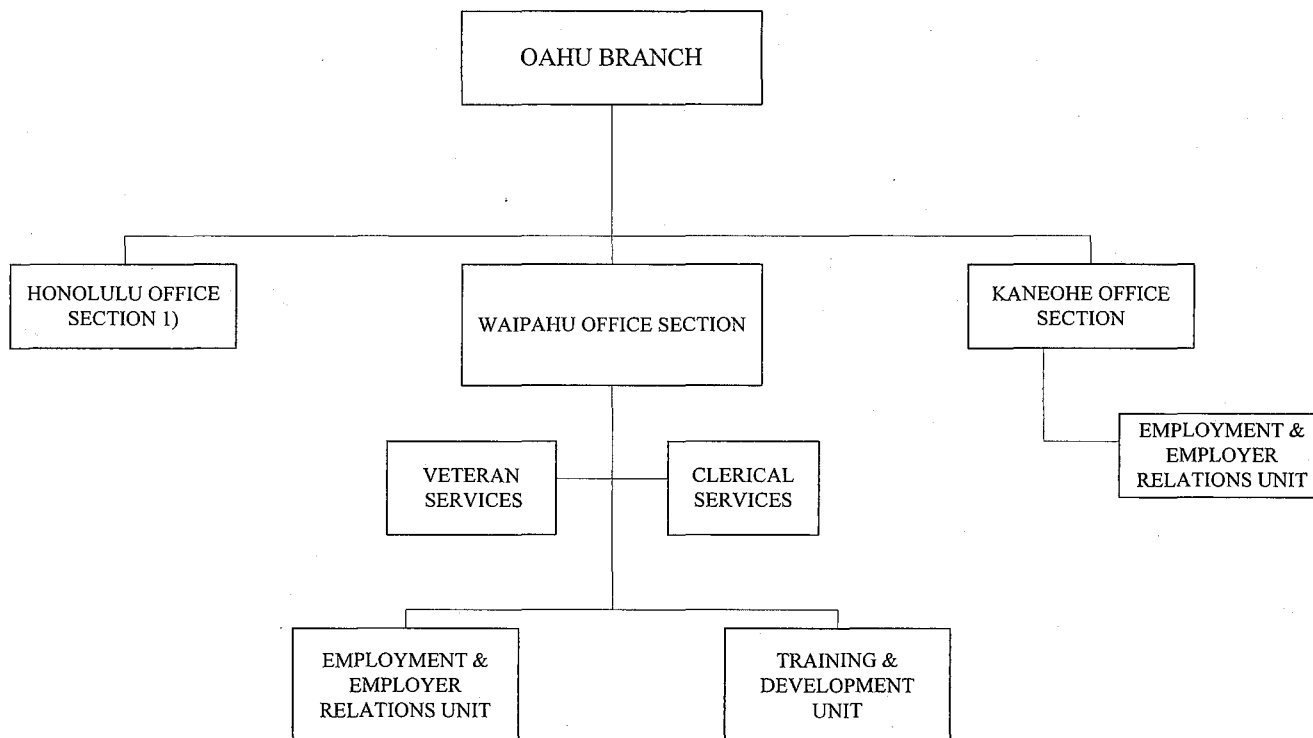 OAHU BRANCH
HONOLULU OFFICE
SECTION 1)
WAIPAHU OFFICE SECTION
KANEOHE OFFICE
SECTION
EMPLOYMENT &
EMPLOYER
RELATIONS UNIT
VETERAN
SERVICES
CLERICAL
SERVICES
EMPLOYMENT &
EMPLOYER
RELATIONS UNIT
TRAINING &
DEVELOPMENT
UNIT